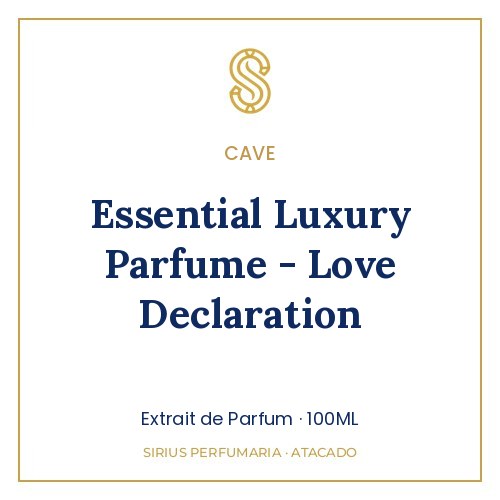 CAVE
Essential Luxury
Parfume - Love
Declaration
Extrait de Parfum · 100ML
SIRIUS PERFUMARIA · ATACADO